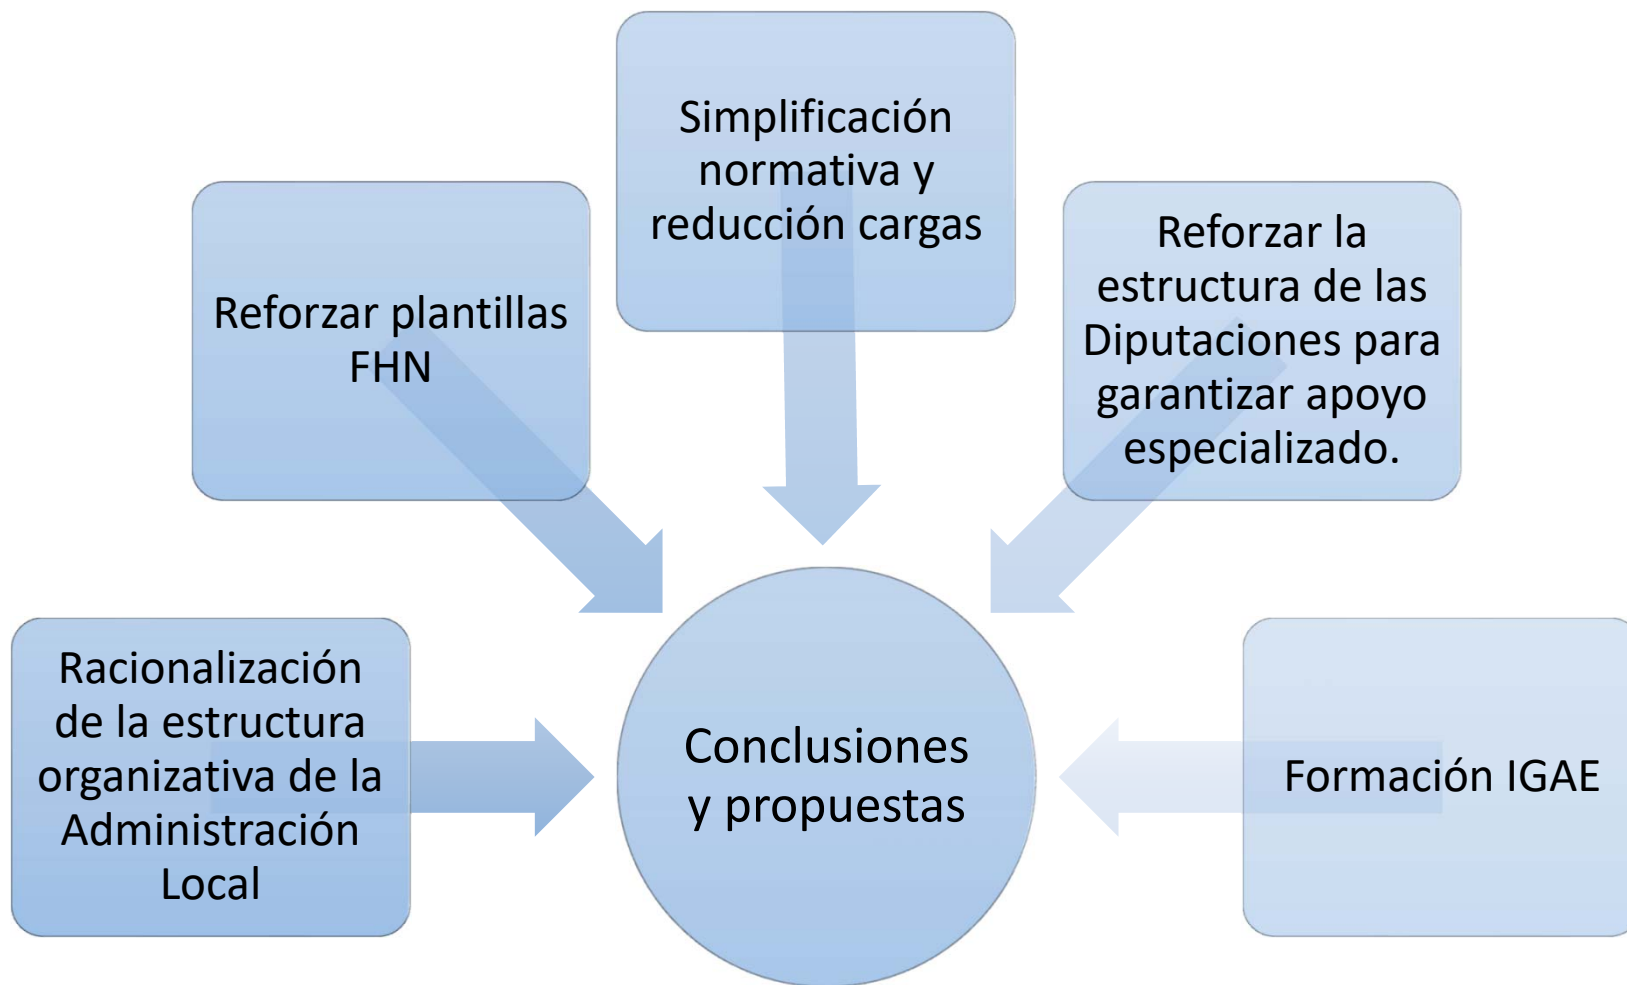 Simplificación
normativa y
reducción cargas
Reforzar plantillas
FHN
Reforzar la
estructura de las
Diputaciones para
garantizar apoyo
especializado.
Racionalización
de la estructura
organizativa de la
Administración
Local
Conclusiones
y propuestas
Formación IGAE